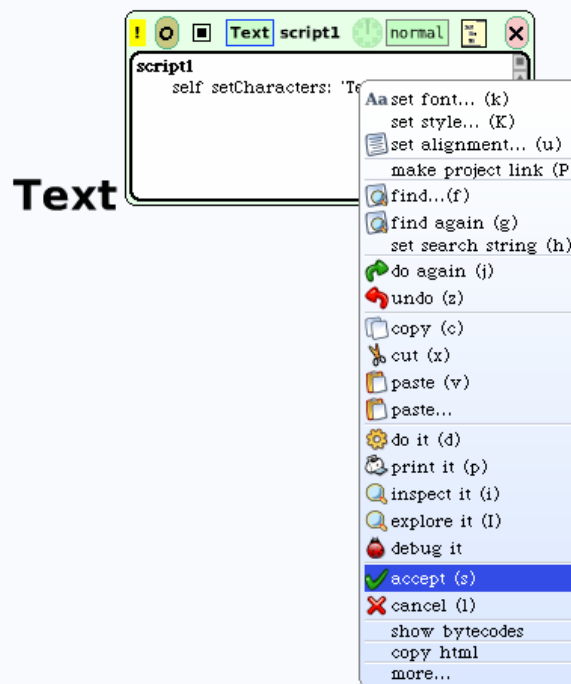 ! O Text script1 normal
script1
self setCharacters: 'Te
Text
Aa set font... (k)
set style... (K)
set alignment... (u)
make project link (P
find...(f)
find again (g)
set search string (h)
do again (j)
undo (z)
copy (c)
cut (x)
paste (v)
paste...
do it (d)
print it (p)
inspect it (i)
explore it (I)
debug it
accept (s)
cancel (l)
show bytecodes
copy html
more...